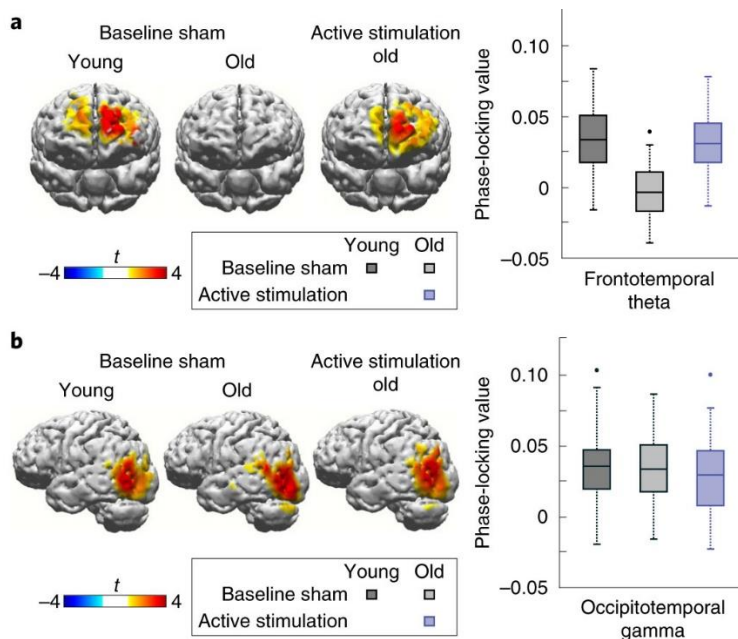 a
Baseline sham
Active stimulation
old
Young
Old
–4
t
4
Young Old
Baseline sham
Active stimulation
Phase-locking value
0.10
0.05
0
–0.05
Frontotemporal
theta
b
Baseline sham
Active stimulation
old
Young
Old
–4
t
4
Young Old
Baseline sham
Active stimulation
Phase-locking value
0.10
0.05
0
–0.05
Occipitotemporal
gamma